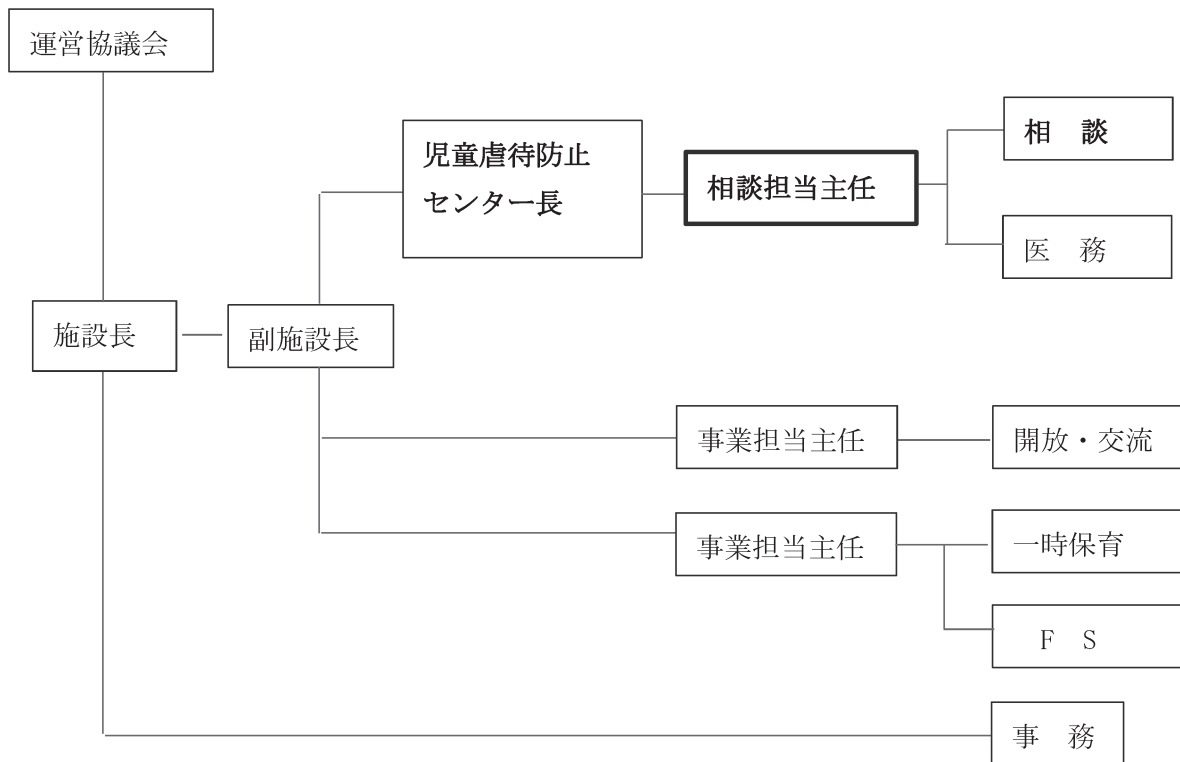 運営協議会
児童虐待防止
センター長
相談担当主任
相　談
医　務
施設長
副施設長
事業担当主任
開放・交流
事業担当主任
一時保育
Ｆ　Ｓ
事　務